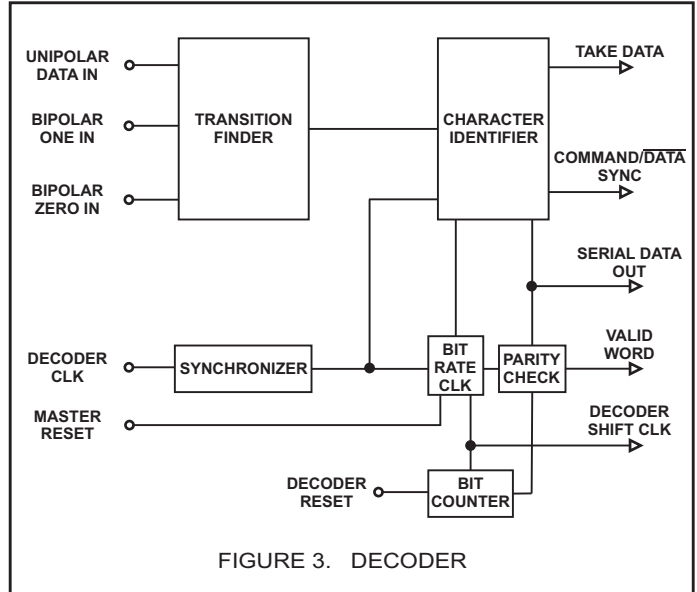 UNIPOLAR
DATA IN
BIPOLAR
ONE IN
BIPOLAR
ZERO IN
TRANSITION
FINDER
CHARACTER
IDENTIFIER
TAKE DATA
COMMAND/DATA
SYNC
SERIAL DATA
OUT
DECODER
CLK
SYNCHRONIZER
BIT
RATE
CLK
PARITY
CHECK
VALID
WORD
MASTER
RESET
DECODER
SHIFT CLK
DECODER
RESET
BIT
COUNTER
FIGURE 3. DECODER